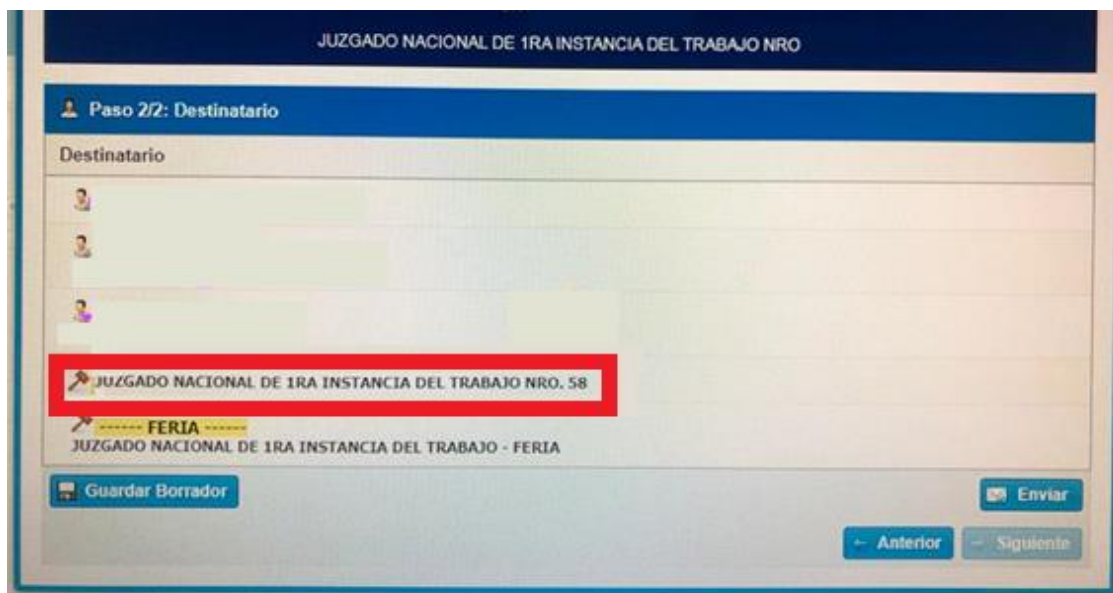 JUZGADO NACIONAL DE 1RA INSTANCIA DEL TRABAJO NRO
Paso 2/2: Destinatario
Destinatario
JUZGADO NACIONAL DE 1RA INSTANCIA DEL TRABAJO NRO. 58
------ FERIA ------
JUZGADO NACIONAL DE 1RA INSTANCIA DEL TRABAJO - FERIA
Guardar Borrador
Enviar
← Anterior
Siguiente